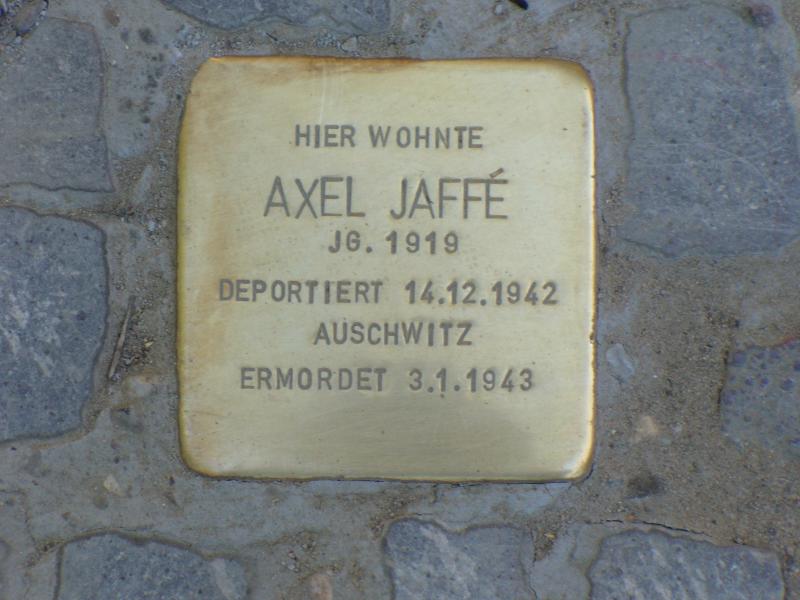 HIER WOHNTE
AXEL JAFFÉ
JG. 1919
DEPORTIERT 14.12.1942
AUSCHWITZ
ERMORDET 3.1.1943